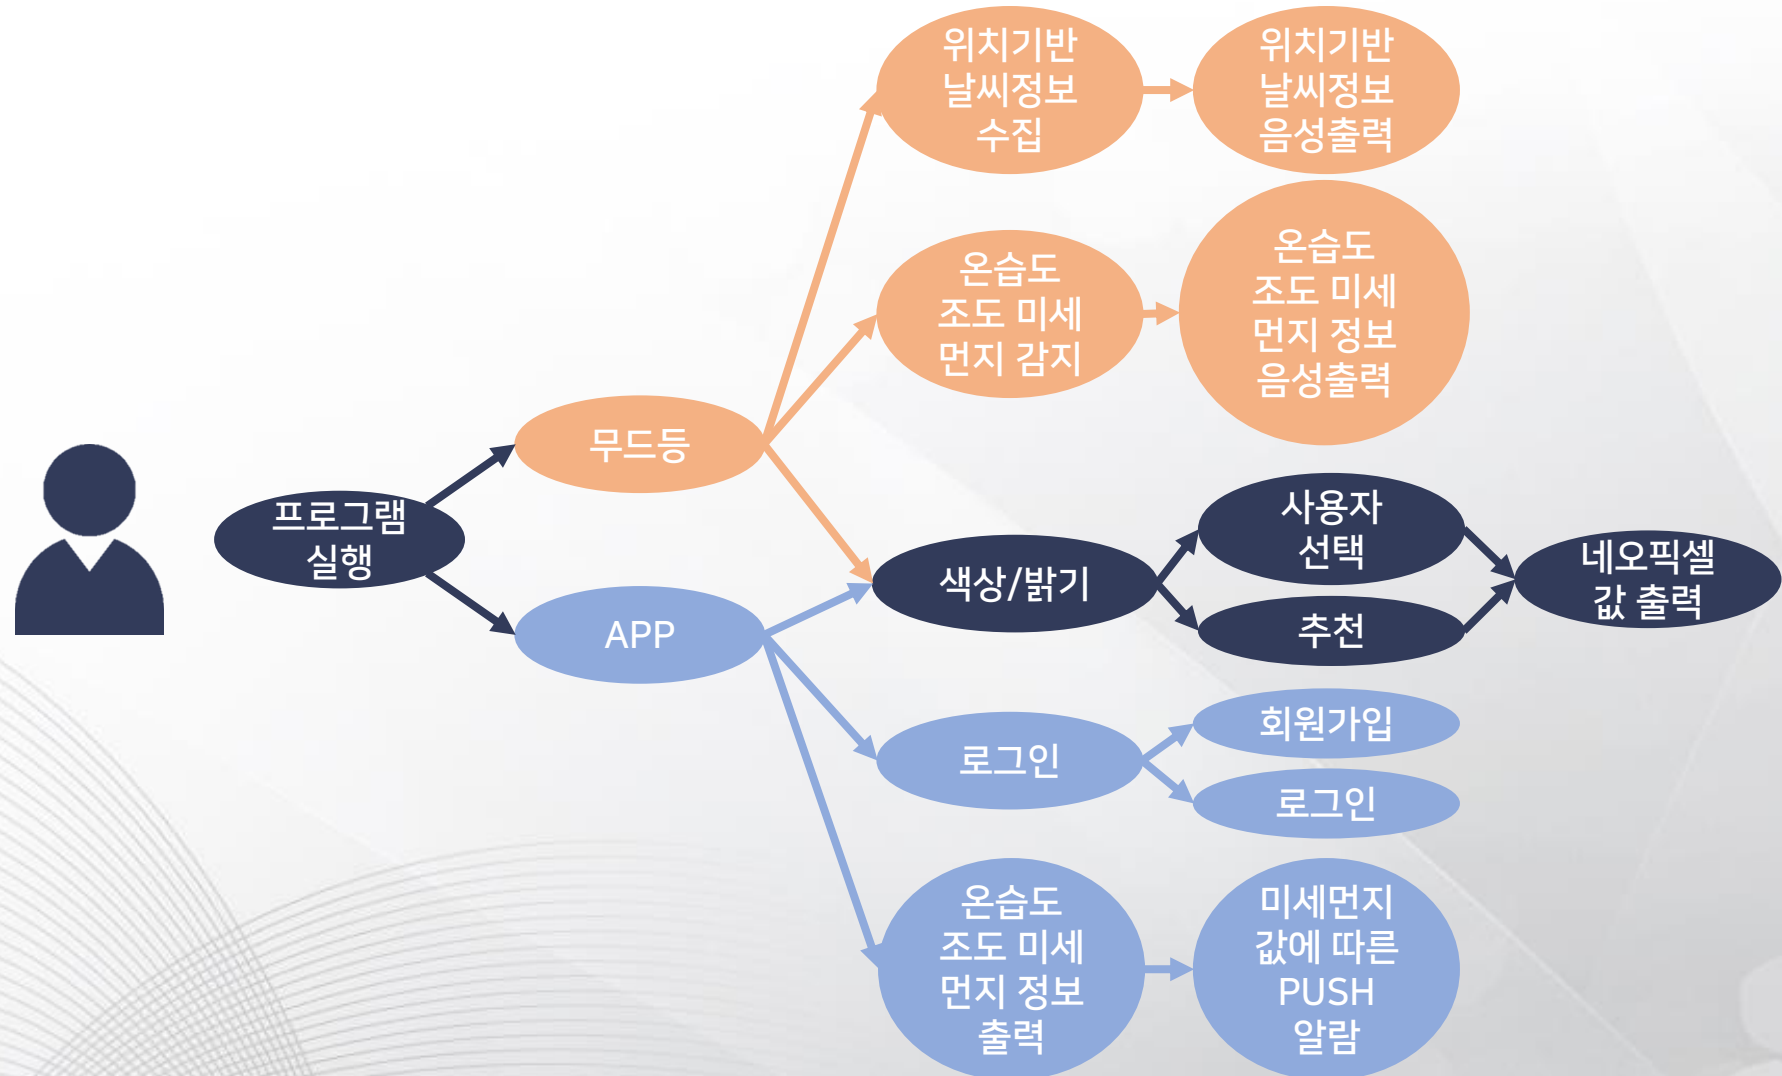 위치기반
날씨정보
수집
위치기반
날씨정보
음성출력
온습도
조도 미세
먼지 감지
온습도
조도 미세
먼지 정보
음성출력
무드등
프로그램
실행
APP
색상/밝기
사용자
선택
추천
네오픽셀
값 출력
로그인
회원가입
로그인
온습도
조도 미세
먼지 정보
출력
미세먼지
값에 따른
PUSH
알람